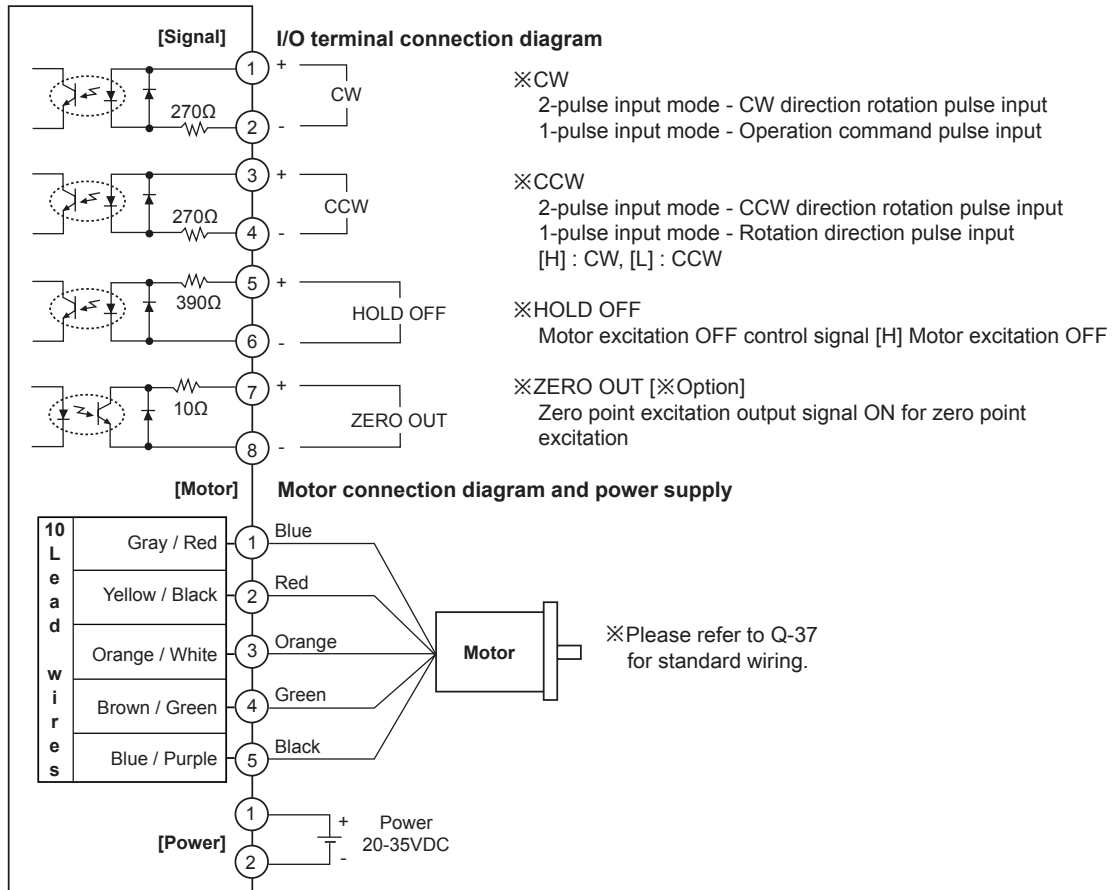 [Signal] I/O terminal connection diagram
1 +
CW
270Ω
2 -
3 +
CCW
270Ω
4 -
5 +
390Ω
HOLD OFF
6 -
7 +
10Ω
ZERO OUT
8 -
※CW
2-pulse input mode - CW direction rotation pulse input
1-pulse input mode - Operation command pulse input
※CCW
2-pulse input mode - CCW direction rotation pulse input
1-pulse input mode - Rotation direction pulse input
[H] : CW, [L] : CCW
※HOLD OFF
Motor excitation OFF control signal [H] Motor excitation OFF
※ZERO OUT [※Option]
Zero point excitation output signal ON for zero point
excitation
[Motor] Motor connection diagram and power supply
10 Lead wires
Gray / Red 1 Blue
Yellow / Black 2 Red
Orange / White 3 Orange
Brown / Green 4 Green
Blue / Purple 5 Black
Motor
※Please refer to Q-37
for standard wiring.
[Power]
1
+ Power
20-35VDC
2 -